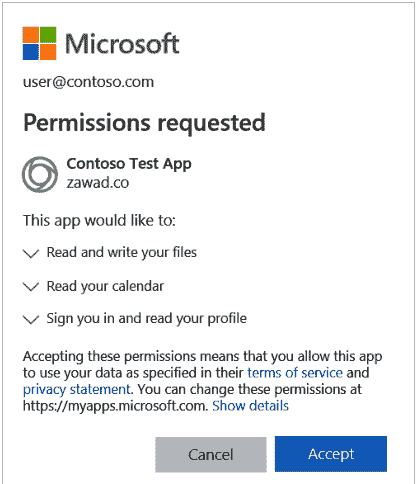 Microsoft
user@contoso.com
Permissions requested
Contoso Test App
zawad.co
This app would like to:
Read and write your files
Read your calendar
Sign you in and read your profile
Accepting these permissions means that you allow this app
to use your data as specified in their terms of service and
privacy statement. You can change these permissions at
https://myapps.microsoft.com. Show details
Cancel
Accept